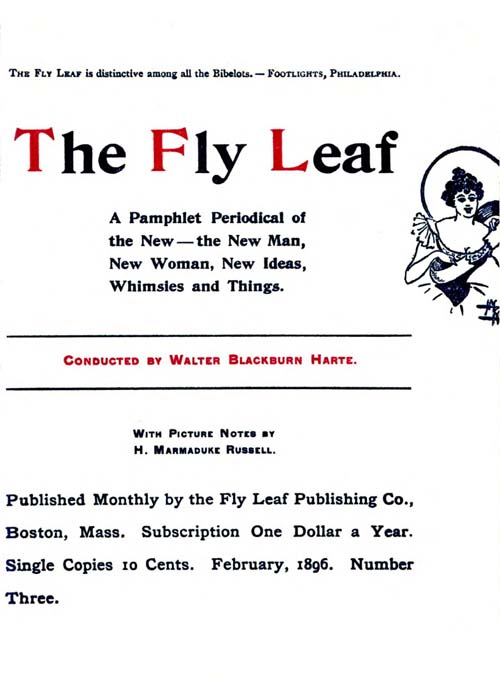 The Fly Leaf is distinctive among all the Bibelots.—Footlights, Philadelphia.
The Fly Leaf
A Pamphlet Periodical of
the New—the New Man,
New Woman, New Ideas,
Whimsies and Things.
Conducted by Walter Blackburn Harte.
With Picture Notes by
H. Marmaduke Russell.
Published Monthly by the Fly Leaf Publishing Co.,
Boston, Mass. Subscription One Dollar a Year.
Single Copies 10 Cents. February, 1896. Number
Three.